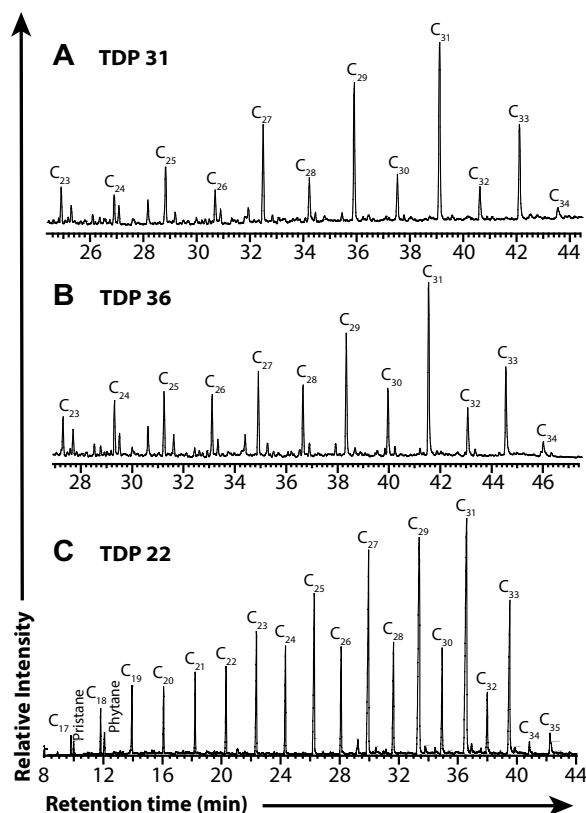 A TDP 31
C23 C24 C25 C26 C27 C28 C29 C30 C31 C32 C33 C34
26 28 30 32 34 36 38 40 42 44
B TDP 36
C23 C24 C25 C26 C27 C28 C29 C30 C31 C32 C33 C34
28 30 32 34 36 38 40 42 44 46
C TDP 22
C17 Pristane C18 Phytane C19 C20 C21 C22 C23 C24 C25 C26 C27 C28 C29 C30 C31 C32 C33 C34 C35
8 12 16 20 24 28 32 36 40 44
Relative Intensity
Retention time (min)